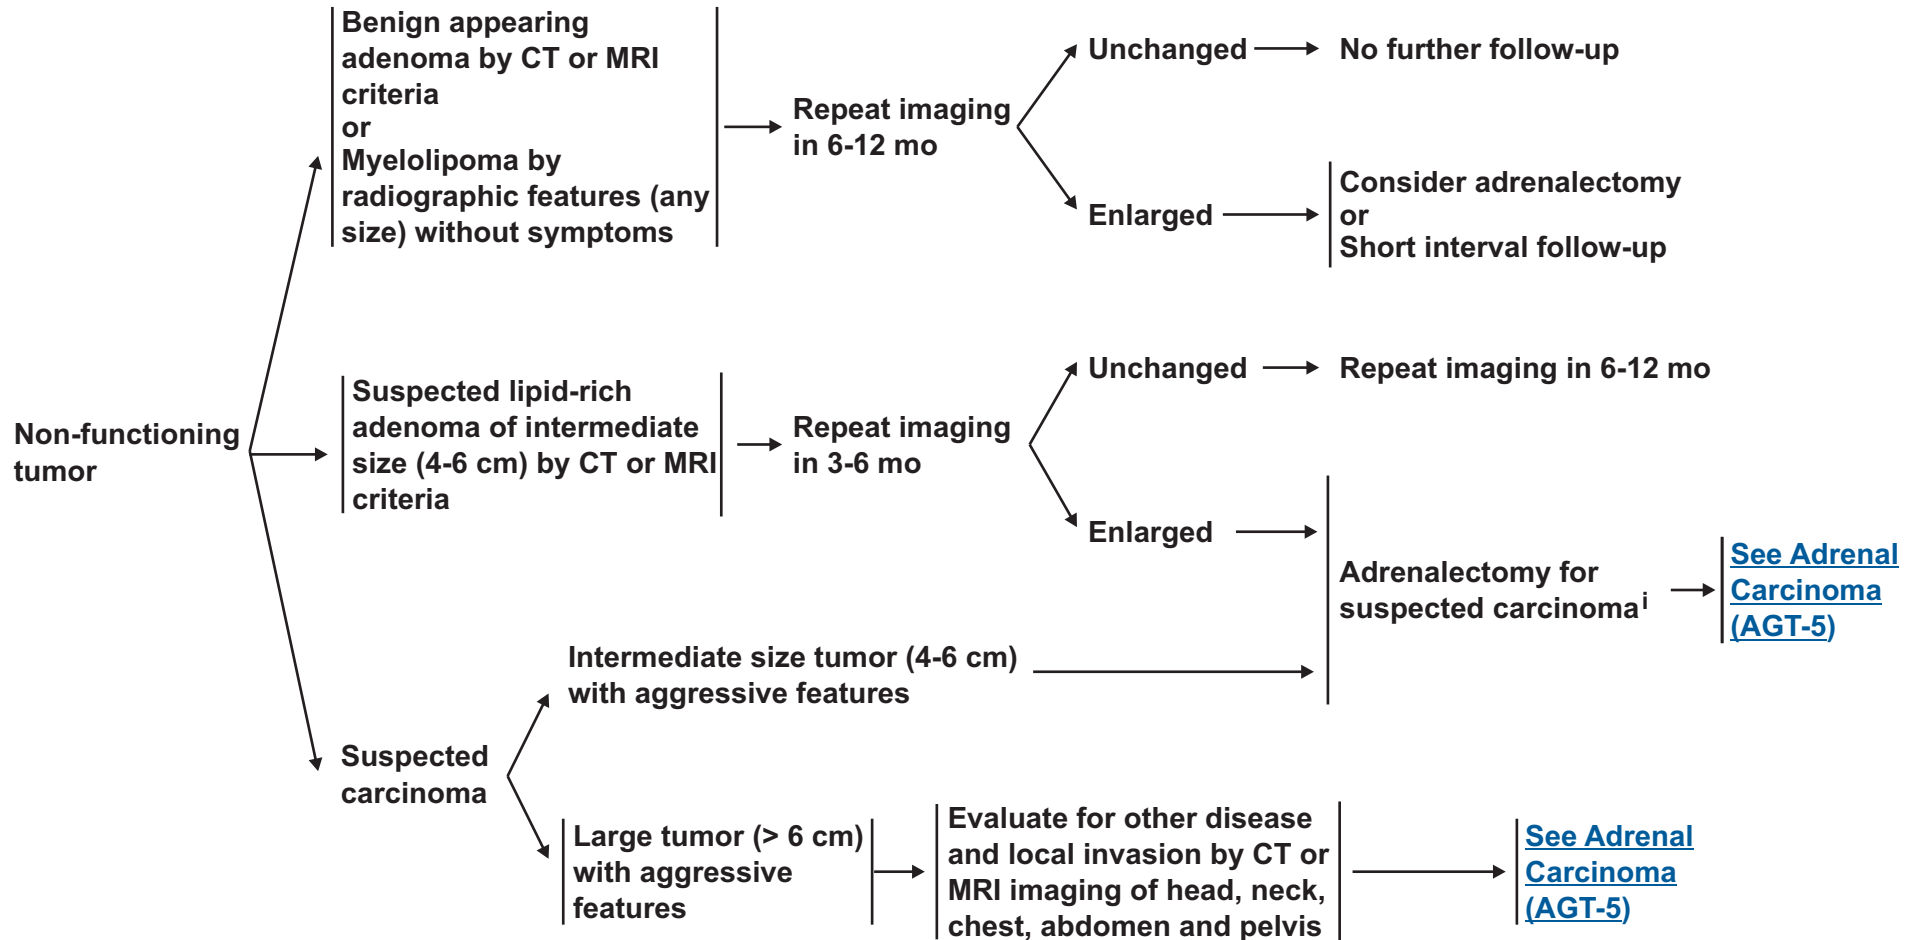 Benign appearing
adenoma by CT or MRI
criteria
or
Myelolipoma by
radiographic features (any
size) without symptoms
Repeat imaging
in 6-12 mo
Unchanged
No further follow-up
Enlarged
Consider adrenalectomy
or
Short interval follow-up
Non-functioning
tumor
Suspected lipid-rich
adenoma of intermediate
size (4-6 cm) by CT or MRI
criteria
Repeat imaging
in 3-6 mo
Unchanged
Repeat imaging in 6-12 mo
Enlarged
Adrenalectomy for
suspected carcinomaⁱ
See Adrenal
Carcinoma
(AGT-5)
Suspected
carcinoma
Intermediate size tumor (4-6 cm)
with aggressive features
Large tumor (> 6 cm)
with aggressive
features
Evaluate for other disease
and local invasion by CT or
MRI imaging of head, neck,
chest, abdomen and pelvis
See Adrenal
Carcinoma
(AGT-5)